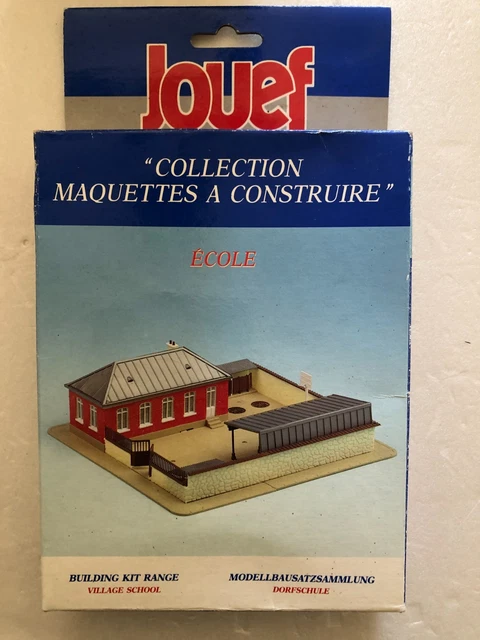 Jouef
“COLLECTION
MAQUETTES A CONSTRUIRE”
ÉCOLE
BUILDING KIT RANGE
VILLAGE SCHOOL
MODELLBAUSATZSAMMLUNG
DORFSCHULE